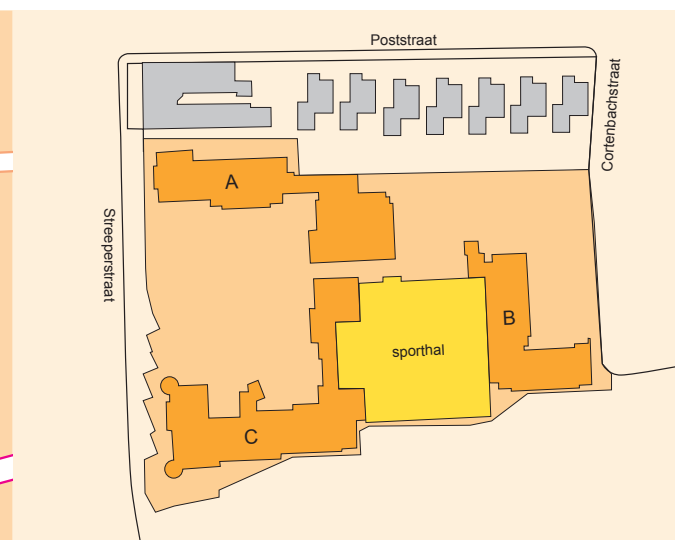 Poststraat
Cortenbachstraat
A
Streeperstraat
B
sporthal
C